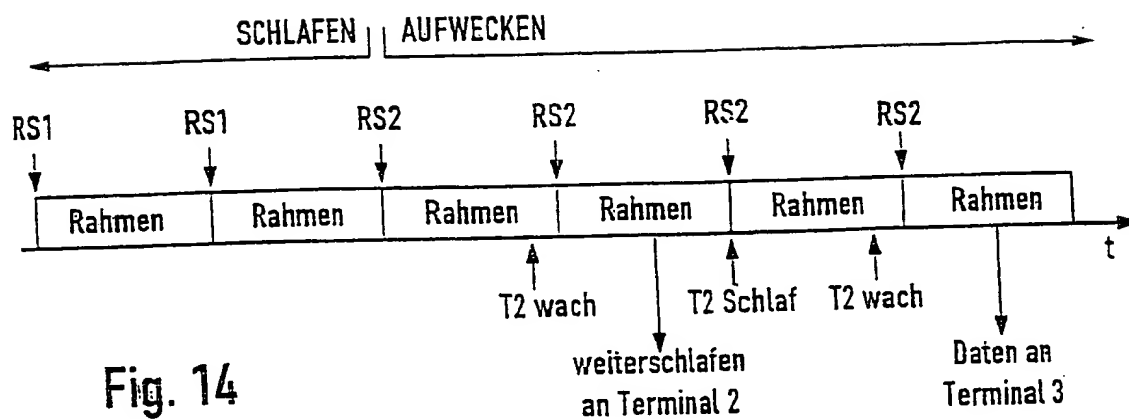 SCHLAFEN AUFWECKEN
RS1 RS1 RS2 RS2 RS2 RS2
Rahmen Rahmen Rahmen Rahmen Rahmen Rahmen
t
T2 wach T2 Schlaf T2 wach
weiterschlafen
an Terminal 2
Daten an
Terminal 3
Fig. 14